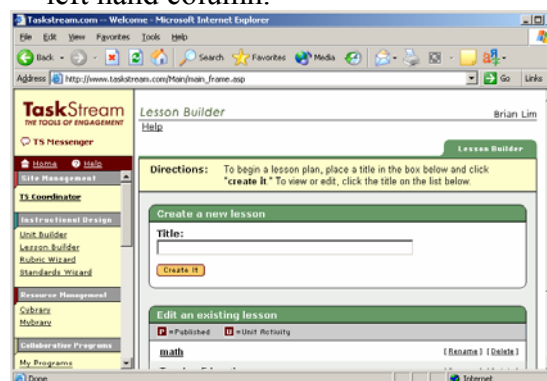 left hand column.
Taskstream.com -- Welcome - Microsoft Internet Explorer
File Edit View Favorites Tools Help
Back Search Favorites Media
Address http://www.taskstream.com/Main/main_frame.asp Go Links
TaskStream
THE TOOLS OF ENGAGEMENT
TS Messenger
Home Help
Site Management
TS Coordinator
Instructional Design
Unit Builder
Lesson Builder
Rubric Wizard
Standards Wizard
Resource Management
Cybrary
Mybrary
Collaborative Programs
My Programs
Lesson Builder
Brian Lim
Help
Lesson Builder
Directions: To begin a lesson plan, place a title in the box below and click
"create it." To view or edit, click the title on the list below.
Create a new lesson
Title:
Create It
Edit an existing lesson
P =Published U =Unit Activity
math [Rename] [Delete]
Done Internet